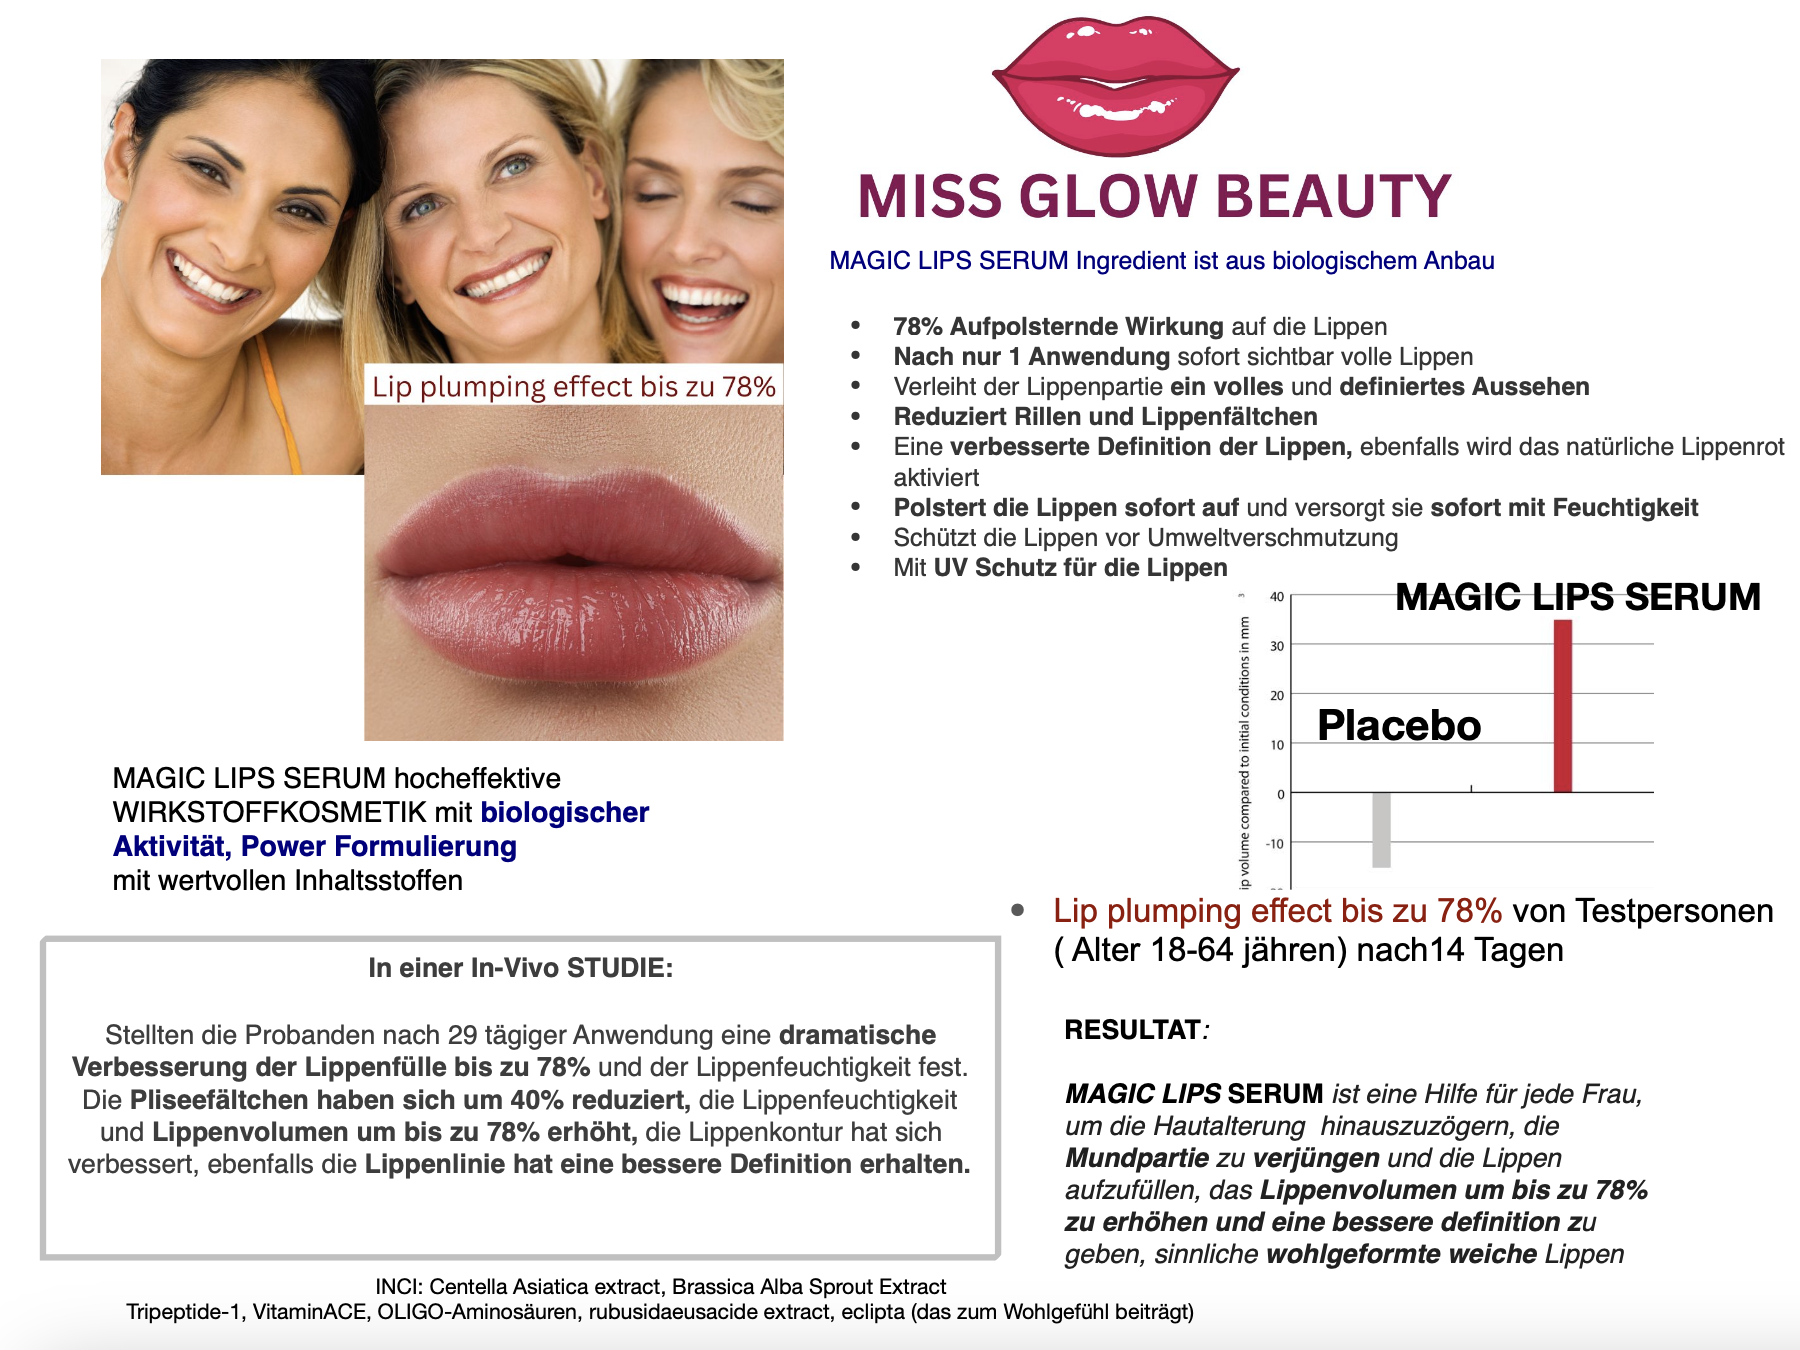 MISS GLOW BEAUTY
MAGIC LIPS SERUM Ingredient ist aus biologischem Anbau
• 78% Aufpolsternde Wirkung auf die Lippen
• Nach nur 1 Anwendung sofort sichtbar volle Lippen
• Verleiht der Lippenpartie ein volles und definiertes Aussehen
• Reduziert Rillen und Lippenfältchen
• Eine verbesserte Definition der Lippen, ebenfalls wird das natürliche Lippenrot
aktiviert
• Polstert die Lippen sofort auf und versorgt sie sofort mit Feuchtigkeit
• Schützt die Lippen vor Umweltverschmutzung
• Mit UV Schutz für die Lippen
Lip plumping effect bis zu 78%
MAGIC LIPS SERUM
Placebo
volume compared to initial conditions in mm
3
40
30
20
10
0
-10
MAGIC LIPS SERUM hocheffektive
WIRKSTOFFKOSMETIK mit biologischer
Aktivität, Power Formulierung
mit wertvollen Inhaltsstoffen
• Lip plumping effect bis zu 78% von Testpersonen
( Alter 18-64 jähren) nach14 Tagen
In einer In-Vivo STUDIE:
Stellten die Probanden nach 29 tägiger Anwendung eine dramatische
Verbesserung der Lippenfülle bis zu 78% und der Lippenfeuchtigkeit fest.
Die Pliseefältchen haben sich um 40% reduziert, die Lippenfeuchtigkeit
und Lippenvolumen um bis zu 78% erhöht, die Lippenkontur hat sich
verbessert, ebenfalls die Lippenlinie hat eine bessere Definition erhalten.
RESULTAT:
MAGIC LIPS SERUM ist eine Hilfe für jede Frau,
um die Hautalterung hinauszuzögern, die
Mundpartie zu verjüngen und die Lippen
aufzufüllen, das Lippenvolumen um bis zu 78%
zu erhöhen und eine bessere definition zu
geben, sinnliche wohlgeformte weiche Lippen
INCI: Centella Asiatica extract, Brassica Alba Sprout Extract
Tripeptide-1, VitaminACE, OLIGO-Aminosäuren, rubusidaeusacide extract, eclipta (das zum Wohlgefühl beiträgt)